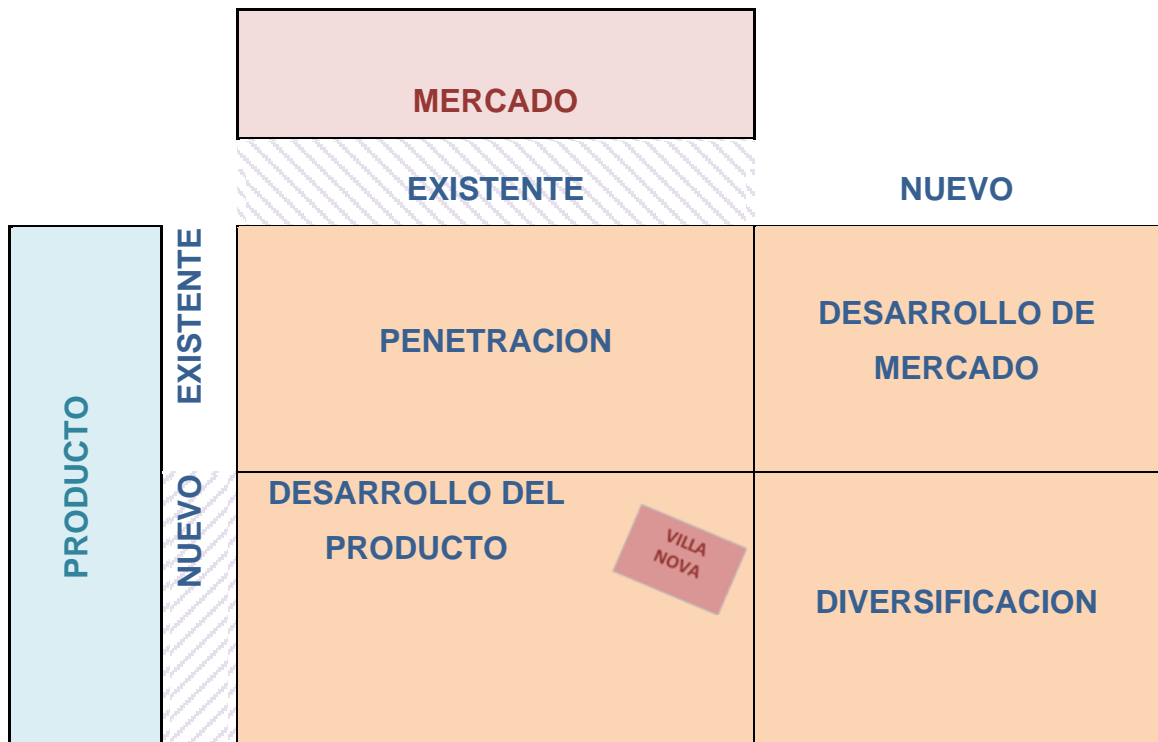 MERCADO
EXISTENTE
NUEVO
PRODUCTO
EXISTENTE
PENETRACION
DESARROLLO DE
MERCADO
NUEVO
DESARROLLO DEL
PRODUCTO
VILLA
NOVA
DIVERSIFICACION